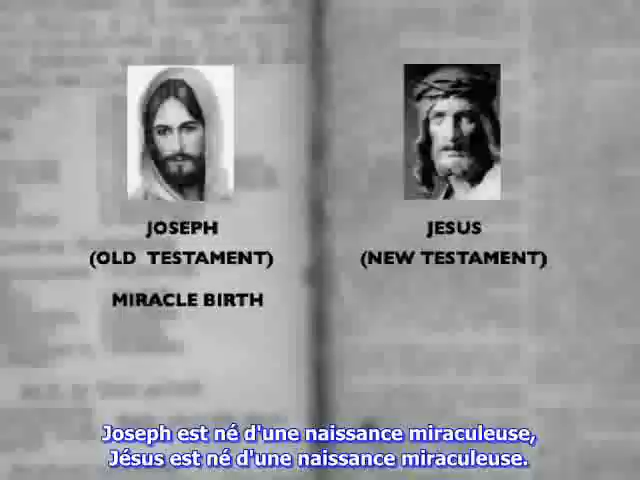 JOSEPH
(OLD TESTAMENT)
MIRACLE BIRTH
JESUS
(NEW TESTAMENT)
Joseph est né d'une naissance miraculeuse,
Jésus est né d'une naissance miraculeuse.